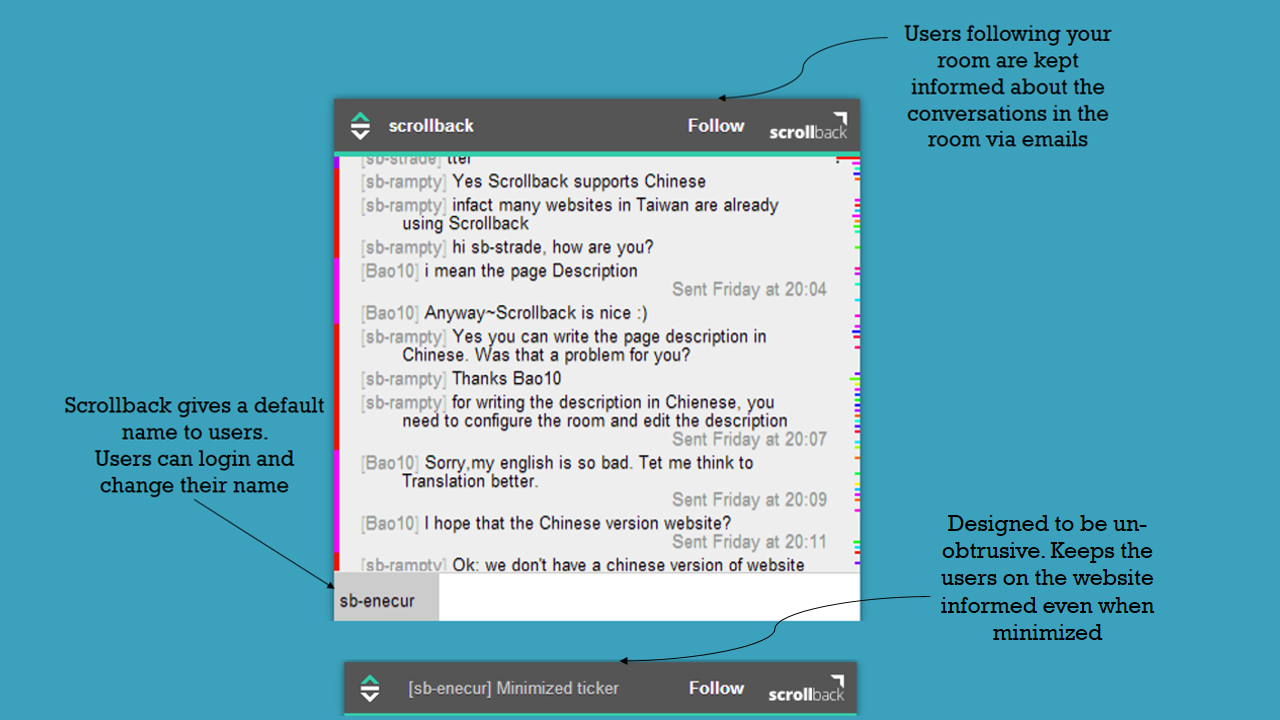 Users following your
room are kept
informed about the
conversations in the
room via emails
scrollback
Follow
scrollback
[sb-strade] tter
[sb-rampty] Yes Scrollback supports Chinese
[sb-rampty] infact many websites in Taiwan are already
using Scrollback
[sb-rampty] hi sb-strade, how are you?
[Bao10] i mean the page Description
Sent Friday at 20:04
[Bao10] Anyway~Scrollback is nice :)
[sb-rampty] Yes you can write the page description in
Chinese. Was that a problem for you?
[sb-rampty] Thanks Bao10
[sb-rampty] for writing the description in Chienese, you
need to configure the room and edit the description
Sent Friday at 20:07
[Bao10] Sorry,my english is so bad. Tet me think to
Translation better.
Sent Friday at 20:09
[Bao10] I hope that the Chinese version website?
Sent Friday at 20:11
[sb-rampty] Ok: we don't have a chinese version of website
sb-enecur
Scrollback gives a default
name to users.
Users can login and
change their name
Designed to be un-
obtrusive. Keeps the
users on the website
informed even when
minimized
[sb-enecur] Minimized ticker
Follow
scrollback